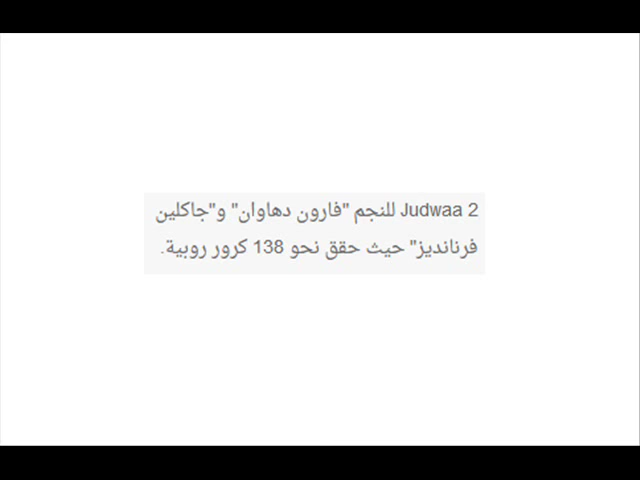 Judwaa 2 للنجم "فارون دهاوان" و"جاكلين
فرنانديز" حيث حقق نحو 138 كرور روبية.